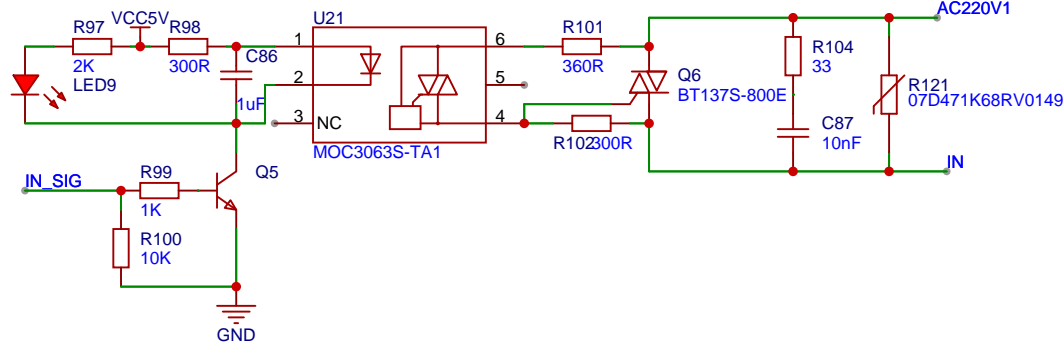 AC220V1
VCC5V
R97
R98
2K
300R
LED9
C86
1uF
U21
1
2
3
NC
6
5
4
MOC3063S-TA1
R101
360R
Q6
BT137S-800E
R102
300R
R104
33
C87
10nF
R121
07D471K68RV0149
IN
IN_SIG
R99
1K
Q5
R100
10K
GND